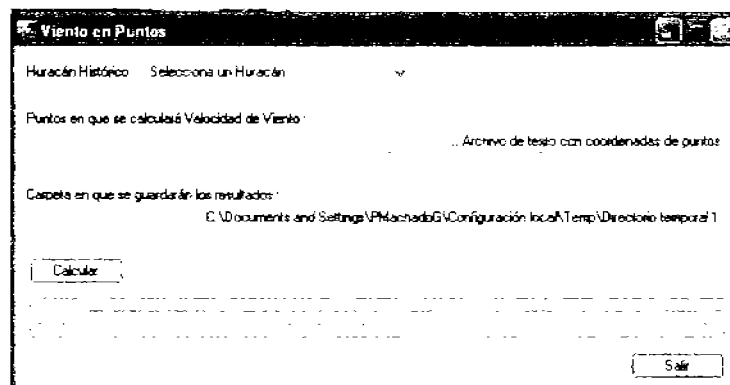 Viento en Puntos
Huracán Histórico Selecciona un Huracán
Puntos en que se calculará Velocidad de Viento :
... Archivo de texto con coordenadas de puntos
Carpeta en que se guardarán los resultados :
C:\Documents and Settings\PMachadoG\Configuración local\Temp\Directorio temporal 1
Calcular
Salir